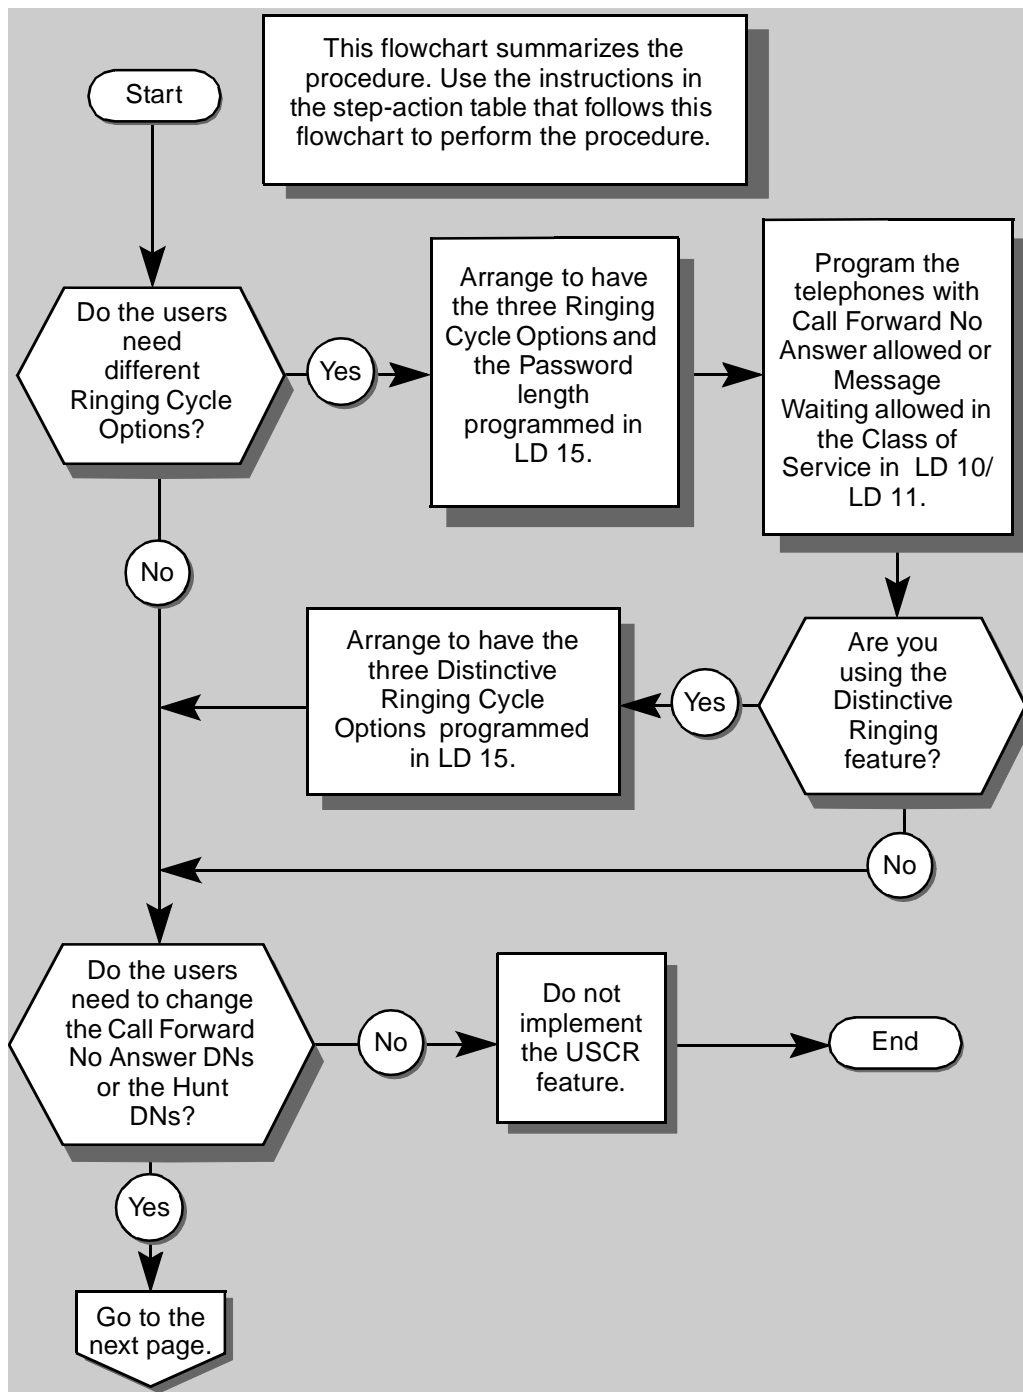 This flowchart summarizes the
procedure. Use the instructions in
the step-action table that follows this
flowchart to perform the procedure.
Start
Do the users
need
different
Ringing Cycle
Options?
Yes
Arrange to have
the three Ringing
Cycle Options and
the Password
length
programmed in
LD 15.
Program the
telephones with
Call Forward No
Answer allowed or
Message
Waiting allowed in
the Class of
Service in LD 10/
LD 11.
No
Arrange to have the
three Distinctive
Ringing Cycle
Options programmed
in LD 15.
Yes
Are you
using the
Distinctive
Ringing
feature?
No
Do the users
need to change
the Call Forward
No Answer DNs
or the Hunt
DNs?
No
Do not
implement
the USCR
feature.
End
Yes
Go to the
next page.